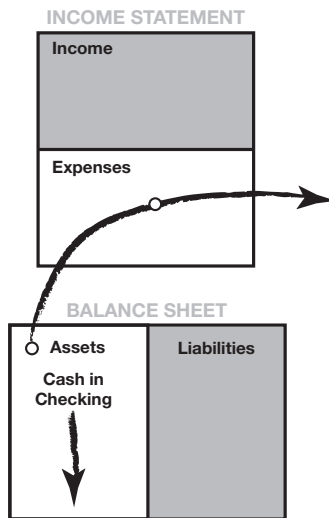 INCOME STATEMENT
Income
Expenses
BALANCE SHEET
Assets
Liabilities
Cash in
Checking